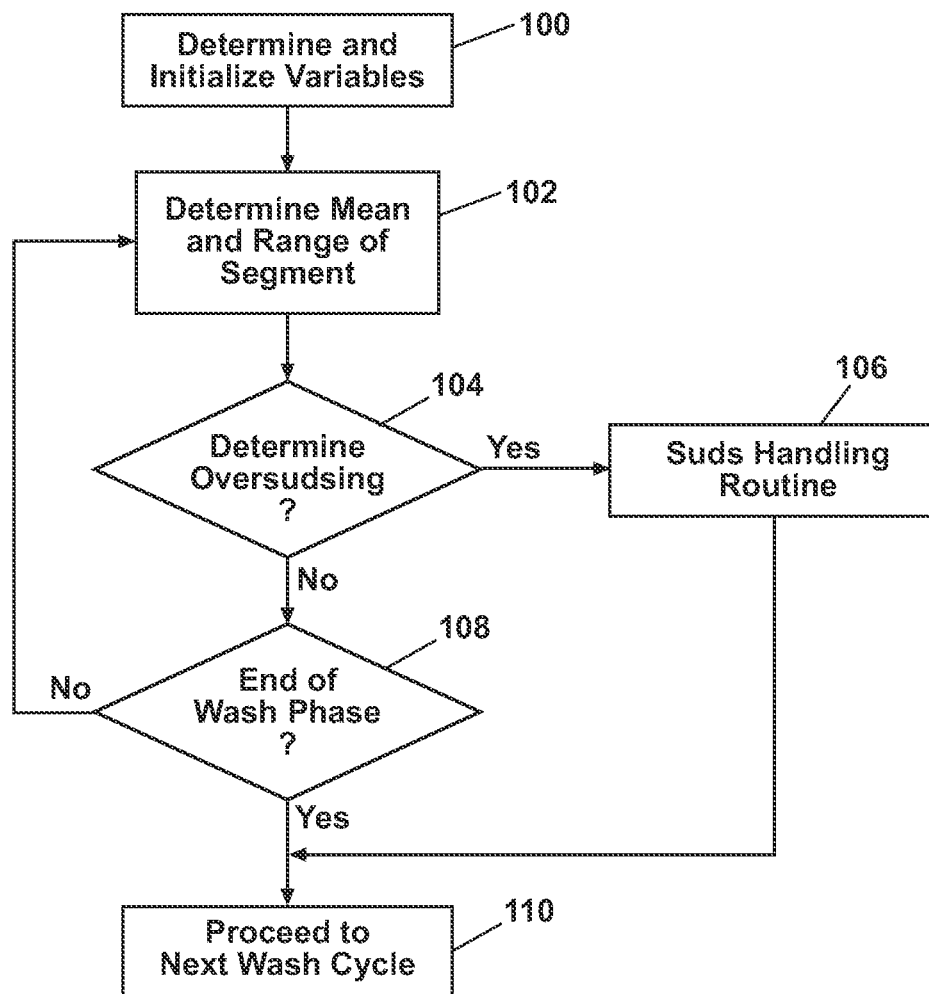 100
Determine and
Initialize Variables
102
Determine Mean
and Range of
Segment
104
Determine
Oversudsing
?
Yes
106
Suds Handling
Routine
No
108
End of
Wash Phase
?
No
Yes
110
Proceed to
Next Wash Cycle